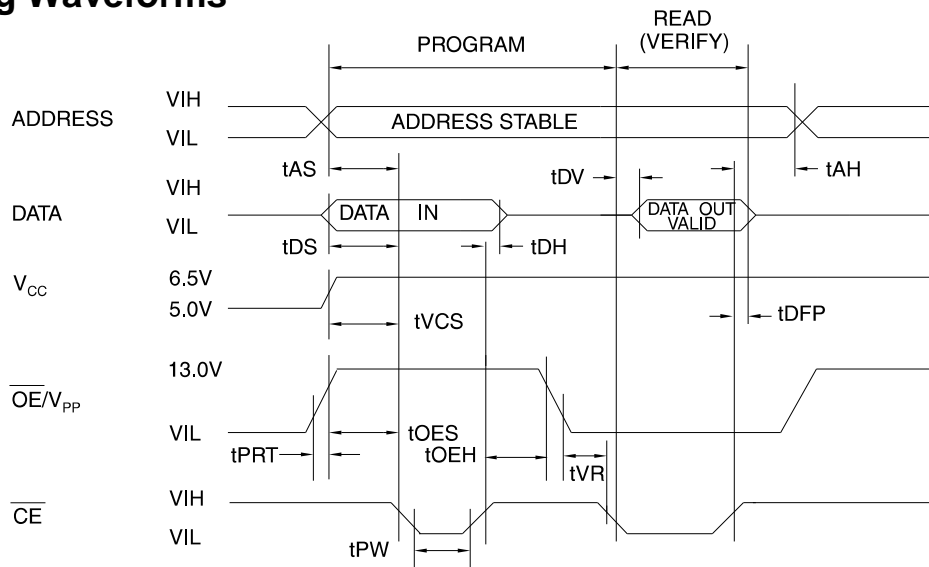 g Waveforms
READ
(VERIFY)
PROGRAM
ADDRESS
VIH
VIL
ADDRESS STABLE
tAS
tDV
tAH
DATA
VIH
VIL
DATA IN
DATA OUT
VALID
tDS
tDH
VCC
6.5V
5.0V
tVCS
tDFP
OE/VPP
13.0V
VIL
tPRT
tOES
tOEH
tVR
CE
VIH
VIL
tPW